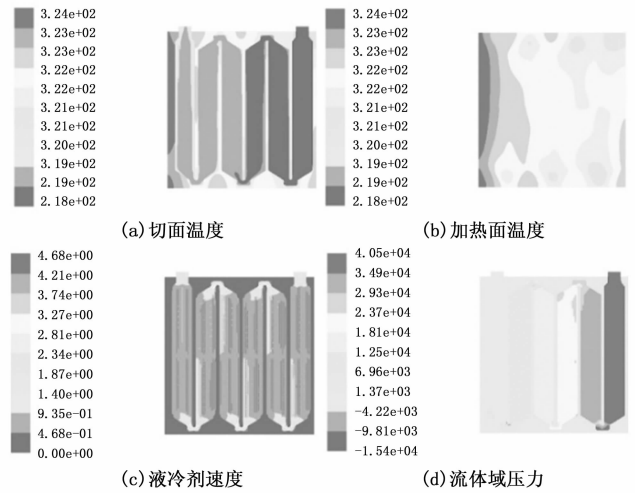 3.24e+02
3.23e+02
3.23e+02
3.22e+02
3.22e+02
3.21e+02
3.21e+02
3.20e+02
3.19e+02
2.19e+02
2.18e+02
(a)切面温度
3.24e+02
3.23e+02
3.23e+02
3.22e+02
3.22e+02
3.21e+02
3.21e+02
3.20e+02
3.19e+02
2.19e+02
2.18e+02
(b)加热面温度
4.68e+00
4.21e+00
3.74e+00
3.27e+00
2.81e+00
2.34e+00
1.87e+00
1.40e+00
9.35e-01
4.68e-01
0.00e+00
(c)液冷剂速度
4.05e+04
3.49e+04
2.93e+04
2.37e+04
1.81e+04
1.25e+04
6.96e+03
1.37e+03
-4.22e+03
-9.81e+03
-1.54e+04
(d)流体域压力